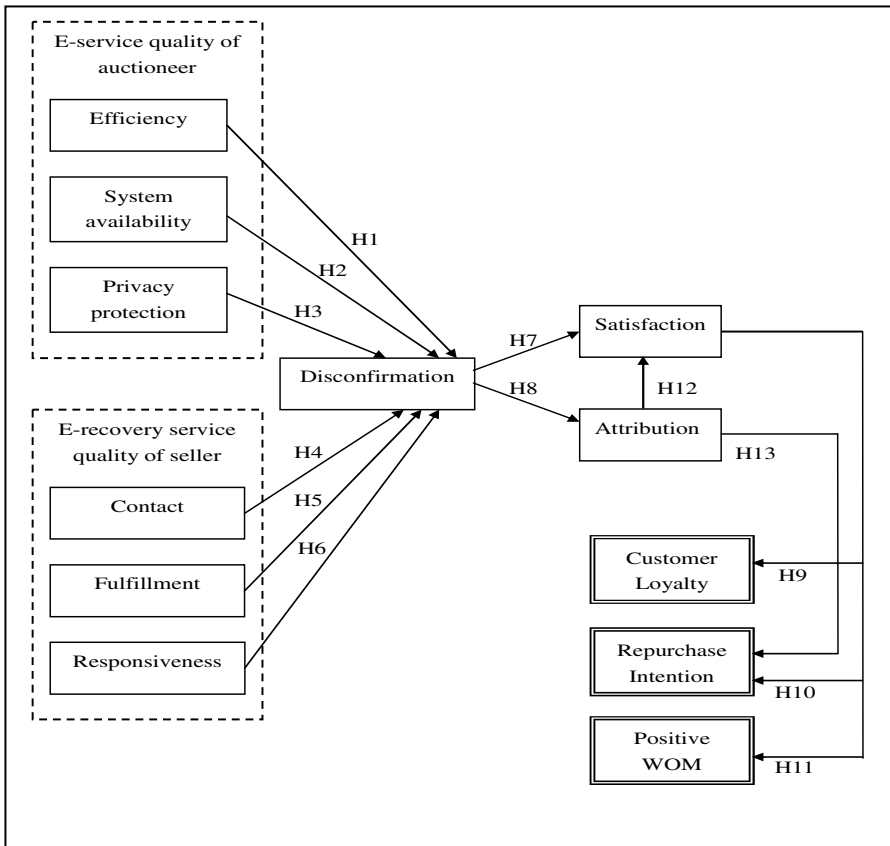 E-service quality of
auctioneer
Efficiency
System
availability
Privacy
protection
H1
H2
H3
Disconfirmation
H7
H8
Satisfaction
H12
Attribution
H13
E-recovery service
quality of seller
Contact
Fulfillment
Responsiveness
H4
H5
H6
Customer
Loyalty
H9
Repurchase
Intention
H10
Positive
WOM
H11